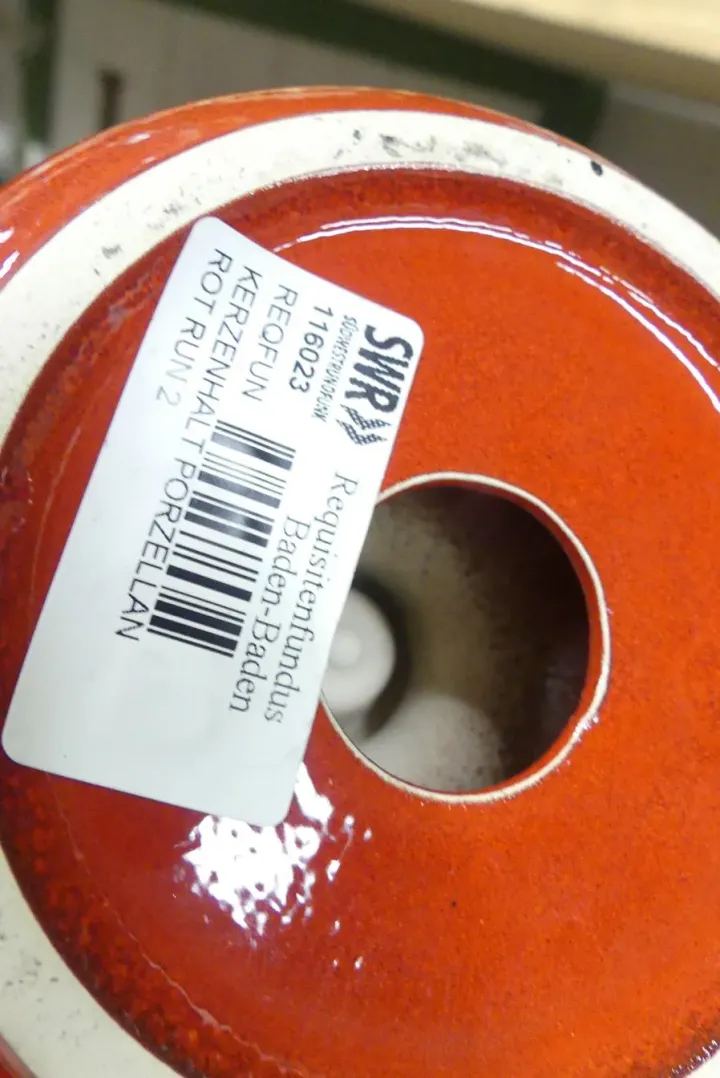 SWR
SÜDWESTRUNDFUNK
Requisitenfundus
Baden-Baden
116023
REQFUN
KERZENHALT PORZELLAN
ROT RUN 2